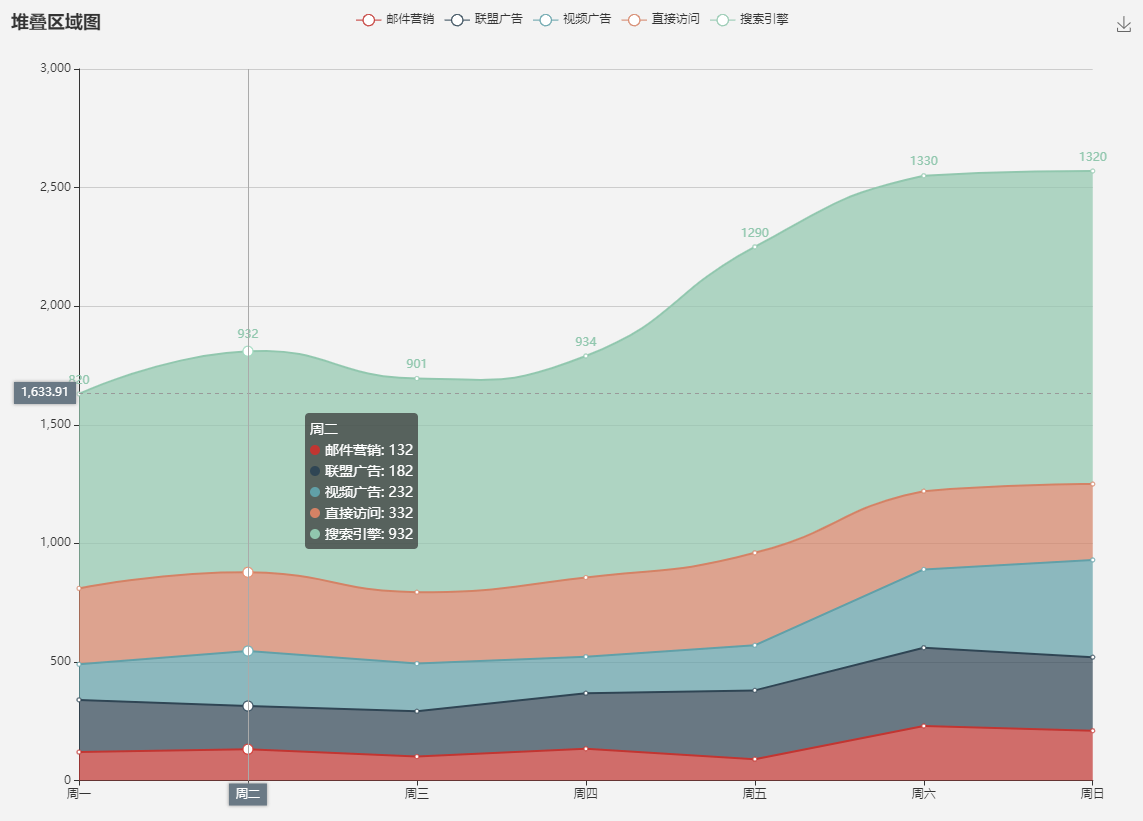 堆叠区域图
邮件营销 联盟广告 视频广告 直接访问 搜索引擎
3,000
2,500
2,000
1,500
1,000
500
0
1,633.91
820
932
901
934
1290
1330
1320
周二
邮件营销: 132
联盟广告: 182
视频广告: 232
直接访问: 332
搜索引擎: 932
周一 周二 周三 周四 周五 周六 周日